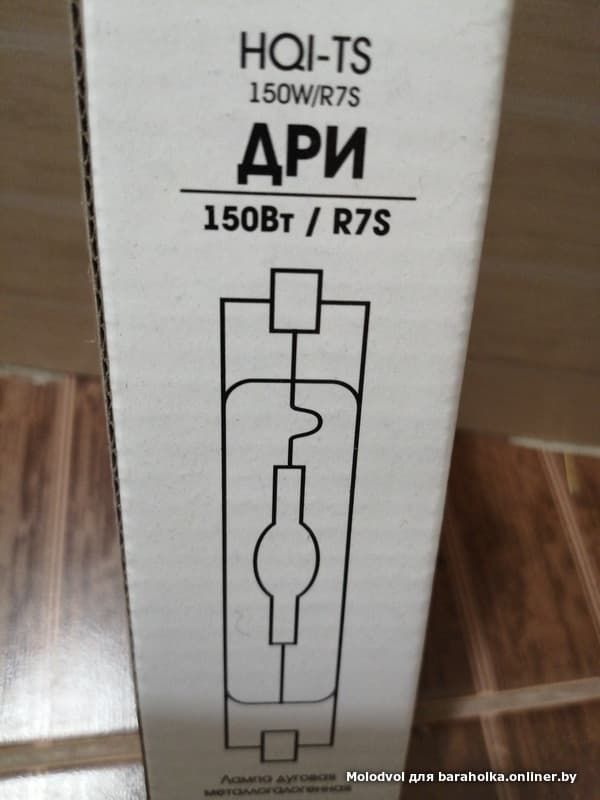 HQI-TS
150W/R7S
ДРИ
150Вт / R7S
Лампа дуговая
металлогалогенная
Molodvol для baraholka.onliner.by